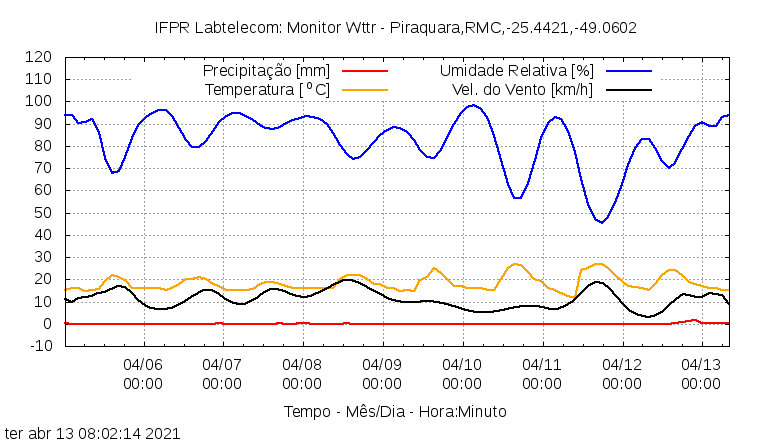 IFPR Labtelecom: Monitor Wttr - Piraquara,RMC,-25.4421,-49.0602
Precipitação [mm]
Umidade Relativa [%]
Temperatura [ºC]
Vel. do Vento [km/h]
120
110
100
90
80
70
60
50
40
30
20
10
0
-10
04/06 04/07 04/08 04/09 04/10 04/11 04/12 04/13
00:00 00:00 00:00 00:00 00:00 00:00 00:00 00:00
Tempo - Mês/Dia - Hora:Minuto
ter abr 13 08:02:14 2021